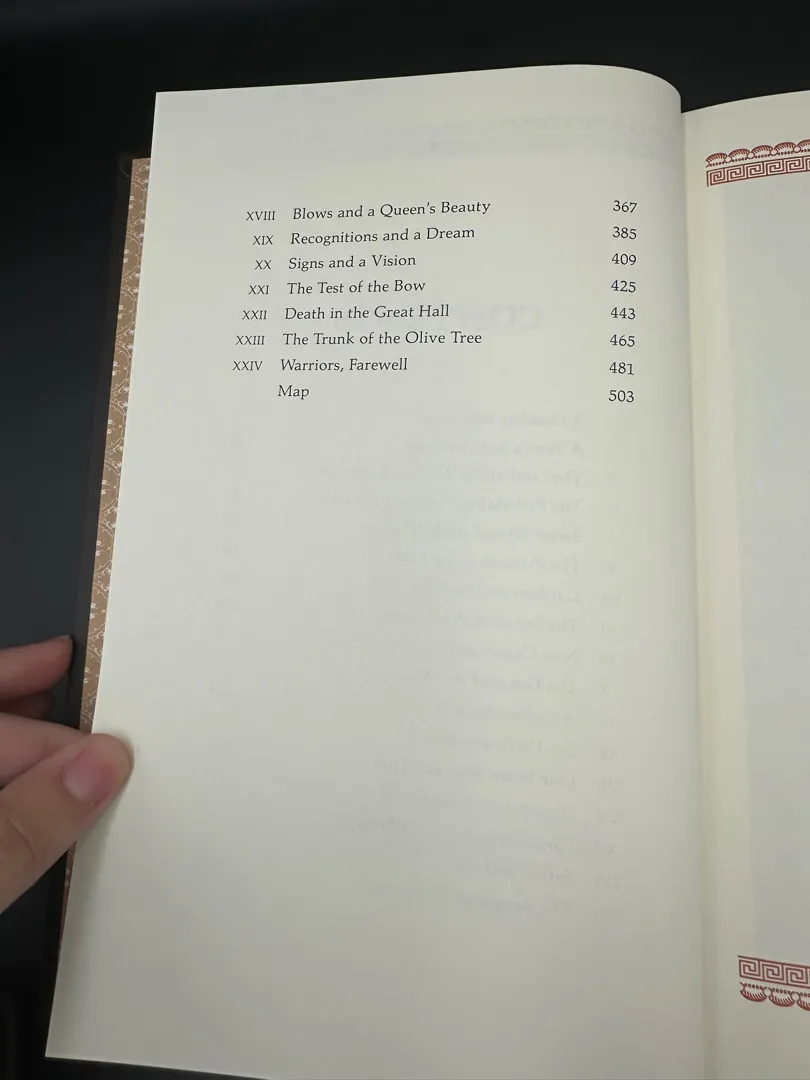 XVIII Blows and a Queen's Beauty 367
XIX Recognitions and a Dream 385
XX Signs and a Vision 409
XXI The Test of the Bow 425
XXII Death in the Great Hall 443
XXIII The Trunk of the Olive Tree 465
XXIV Warriors, Farewell 481
Map 503